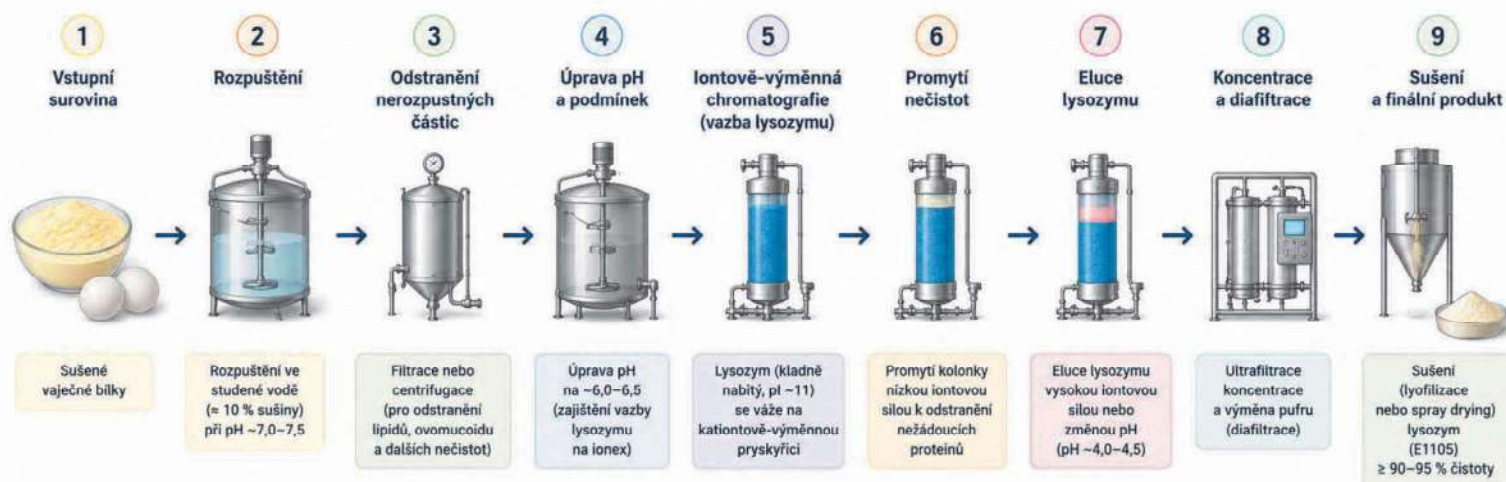 1
Vstupní
surovina
2
Rozpuštění
3
Odstranění
nerozpustných
částic
4
Úprava pH
a podmínek
5
Iontově-výměnná
chromatografie
(vazba lysozymu)
6
Promytí
nečistot
7
Eluce
lysozymu
8
Koncentrace
a diafiftrace
9
Sušení
a finální produkt
Sušené
vaječné bílky
Rozpuštění ve
studené vodě
(≈ 10 % sušiny)
při pH ~7,0–7,5
Filtrace nebo
centrifugace
(pro odstranění
lipidů, ovomucoidu
a dalších nečistot)
Úprava pH
na ~6,0–6,5
(zajištění vazby
lysozymu
na ionex)
Lysozym (kladně
nabitý, pI ~11)
se váže na
kationtově-výměnnou
pryskyřici
Promytí kolonky
nízkou iontovou
silou k odstranění
nežádoucích
proteinů
Eluce lysozymu
vysokou iontovou
silou nebo
změnou pH
(pH ~4,0–4,5)
Ultrafiltrace
koncentrace
a výměna pufru
(diafiltrace)
Sušení
(lyofilizace
nebo spray drying)
lysozym
(E1105)
≥ 90–95 % čistoty